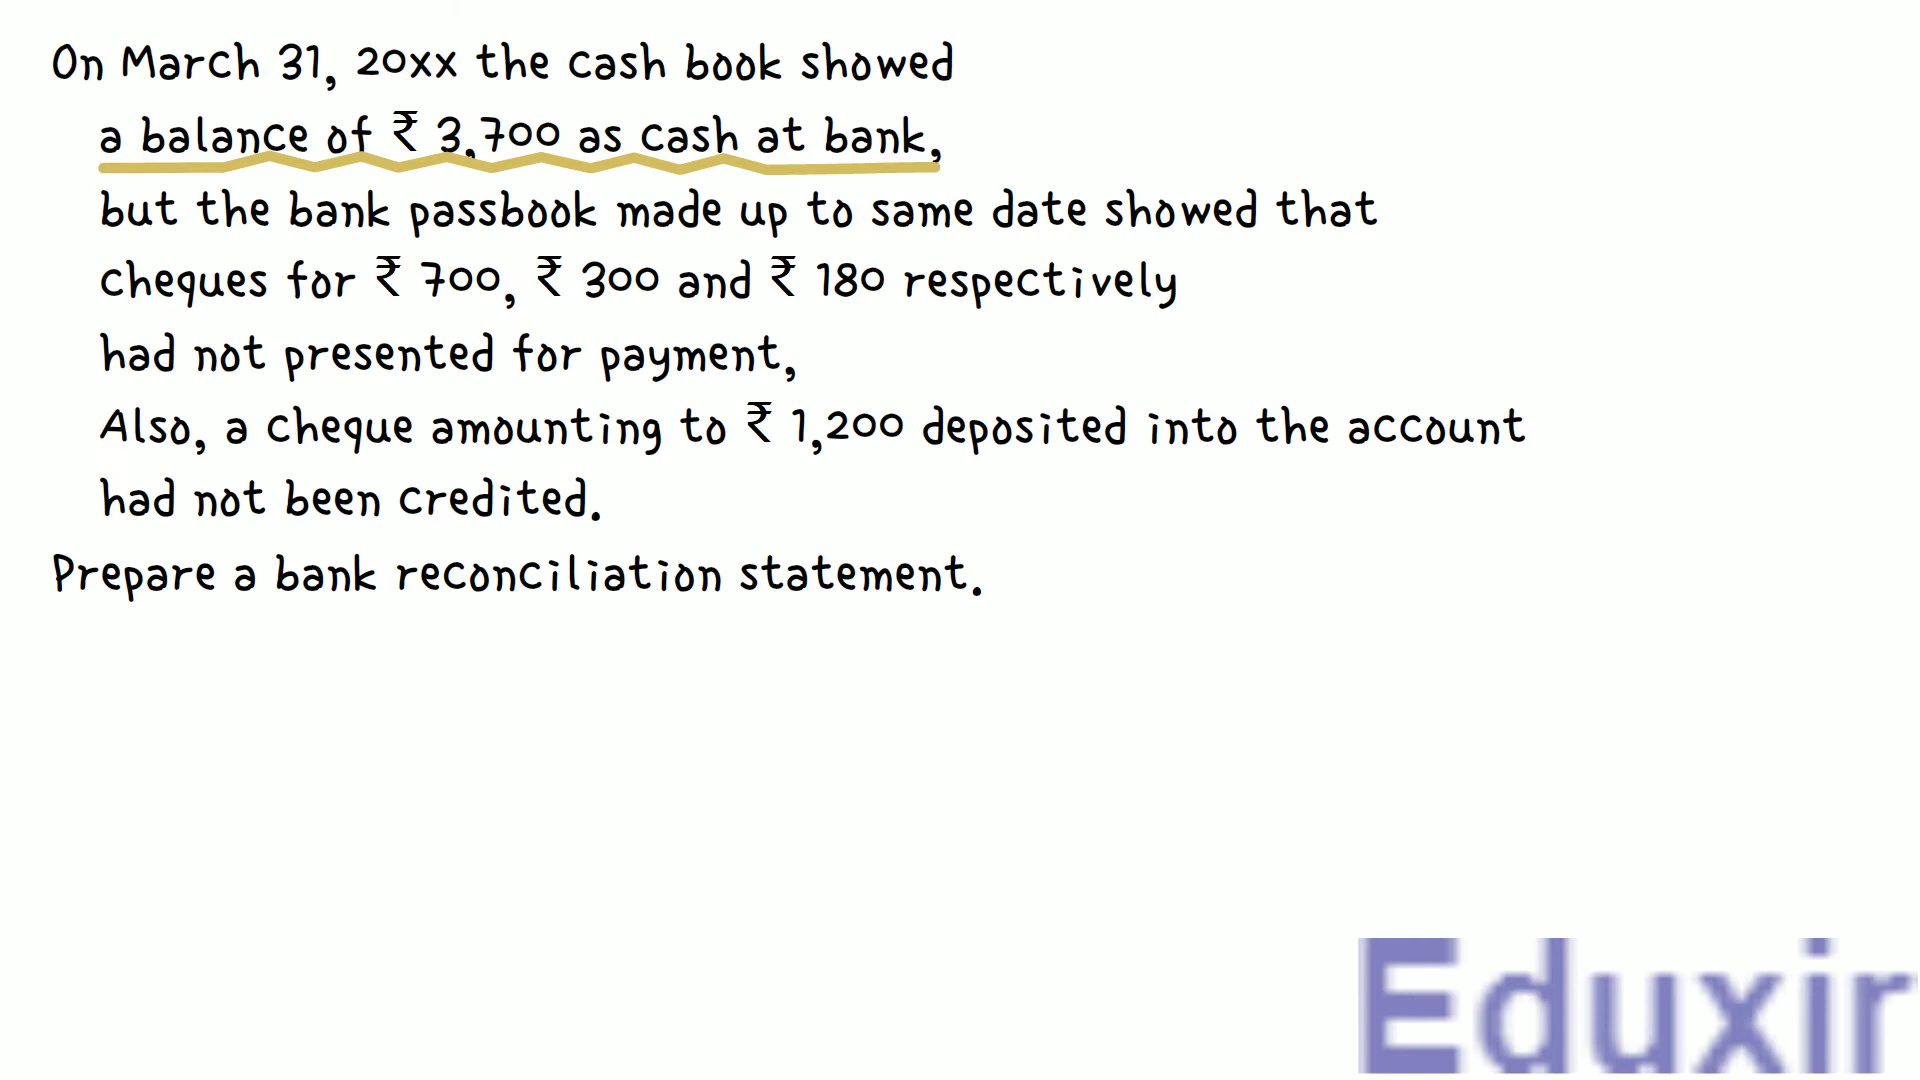 On March 31, 20xx the cash book showed
a balance of ₹ 3,700 as cash at bank,
but the bank passbook made up to same date showed that
cheques for ₹ 700, ₹ 300 and ₹ 180 respectively
had not presented for payment,
Also, a cheque amounting to ₹ 1,200 deposited into the account
had not been credited.
Prepare a bank reconciliation statement.
Eduxir